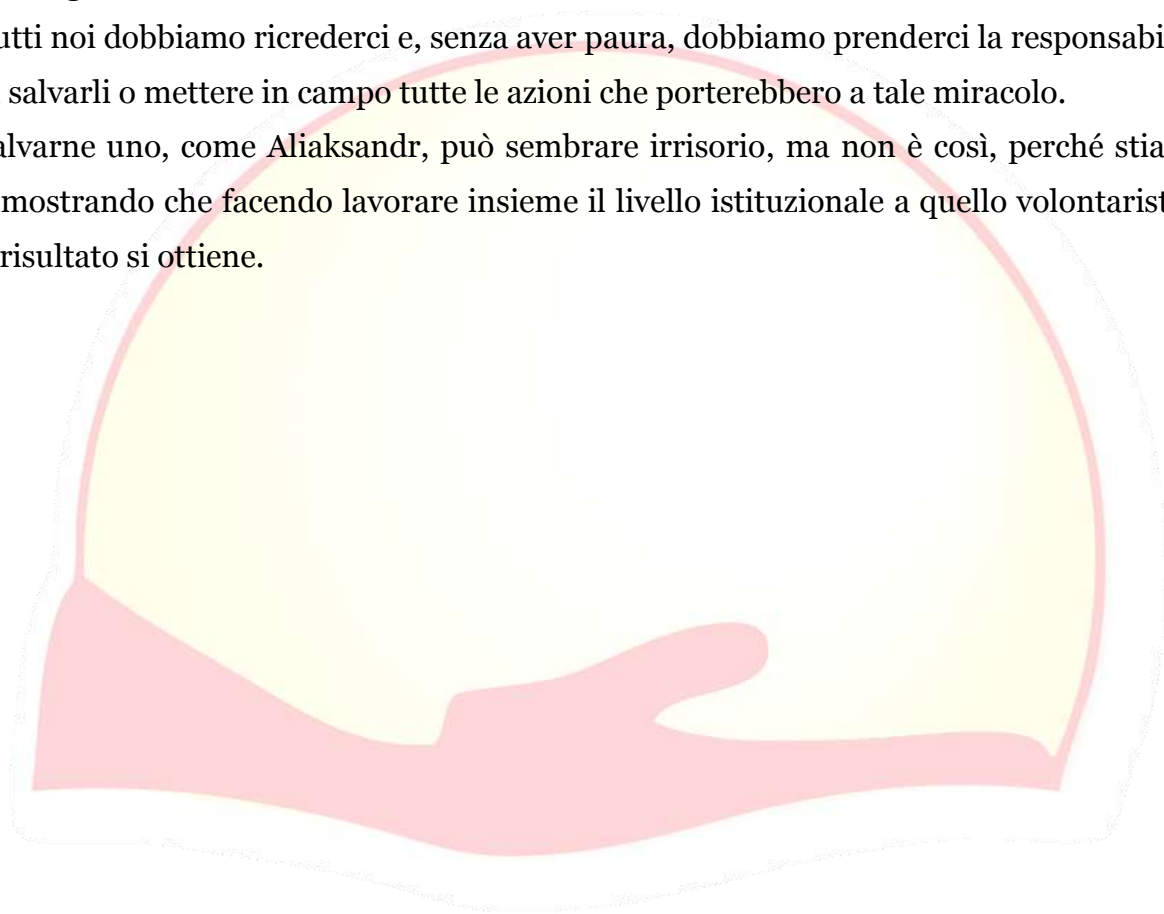 utti noi dobbiamo ricrederci e, senza aver paura, dobbiamo prenderci la responsabi
salvarli o mettere in campo tutte le azioni che porterebbero a tale miracolo.
alvarne uno, come Aliaksandr, può sembrare irrisorio, ma non è così, perché stia
mostrando che facendo lavorare insieme il livello istituzionale a quello volontarist
risultato si ottiene.